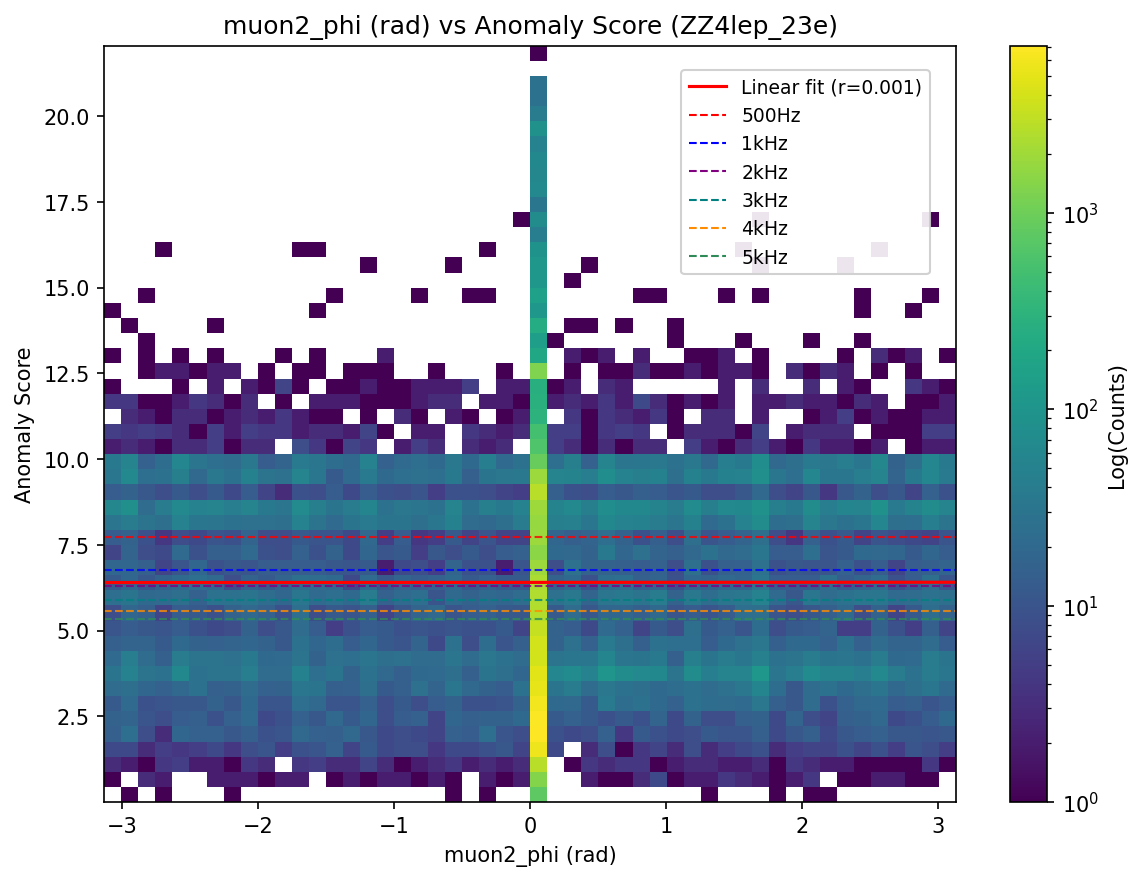 muon2_phi (rad) vs Anomaly Score (ZZ4lep_23e)
Linear fit (r=0.001)
500Hz
1kHz
2kHz
3kHz
4kHz
5kHz
Anomaly Score
20.0
17.5
15.0
12.5
10.0
7.5
5.0
2.5
−3
−2
−1
0
1
2
3
muon2_phi (rad)
10³
10²
10¹
10⁰
Log(Counts)